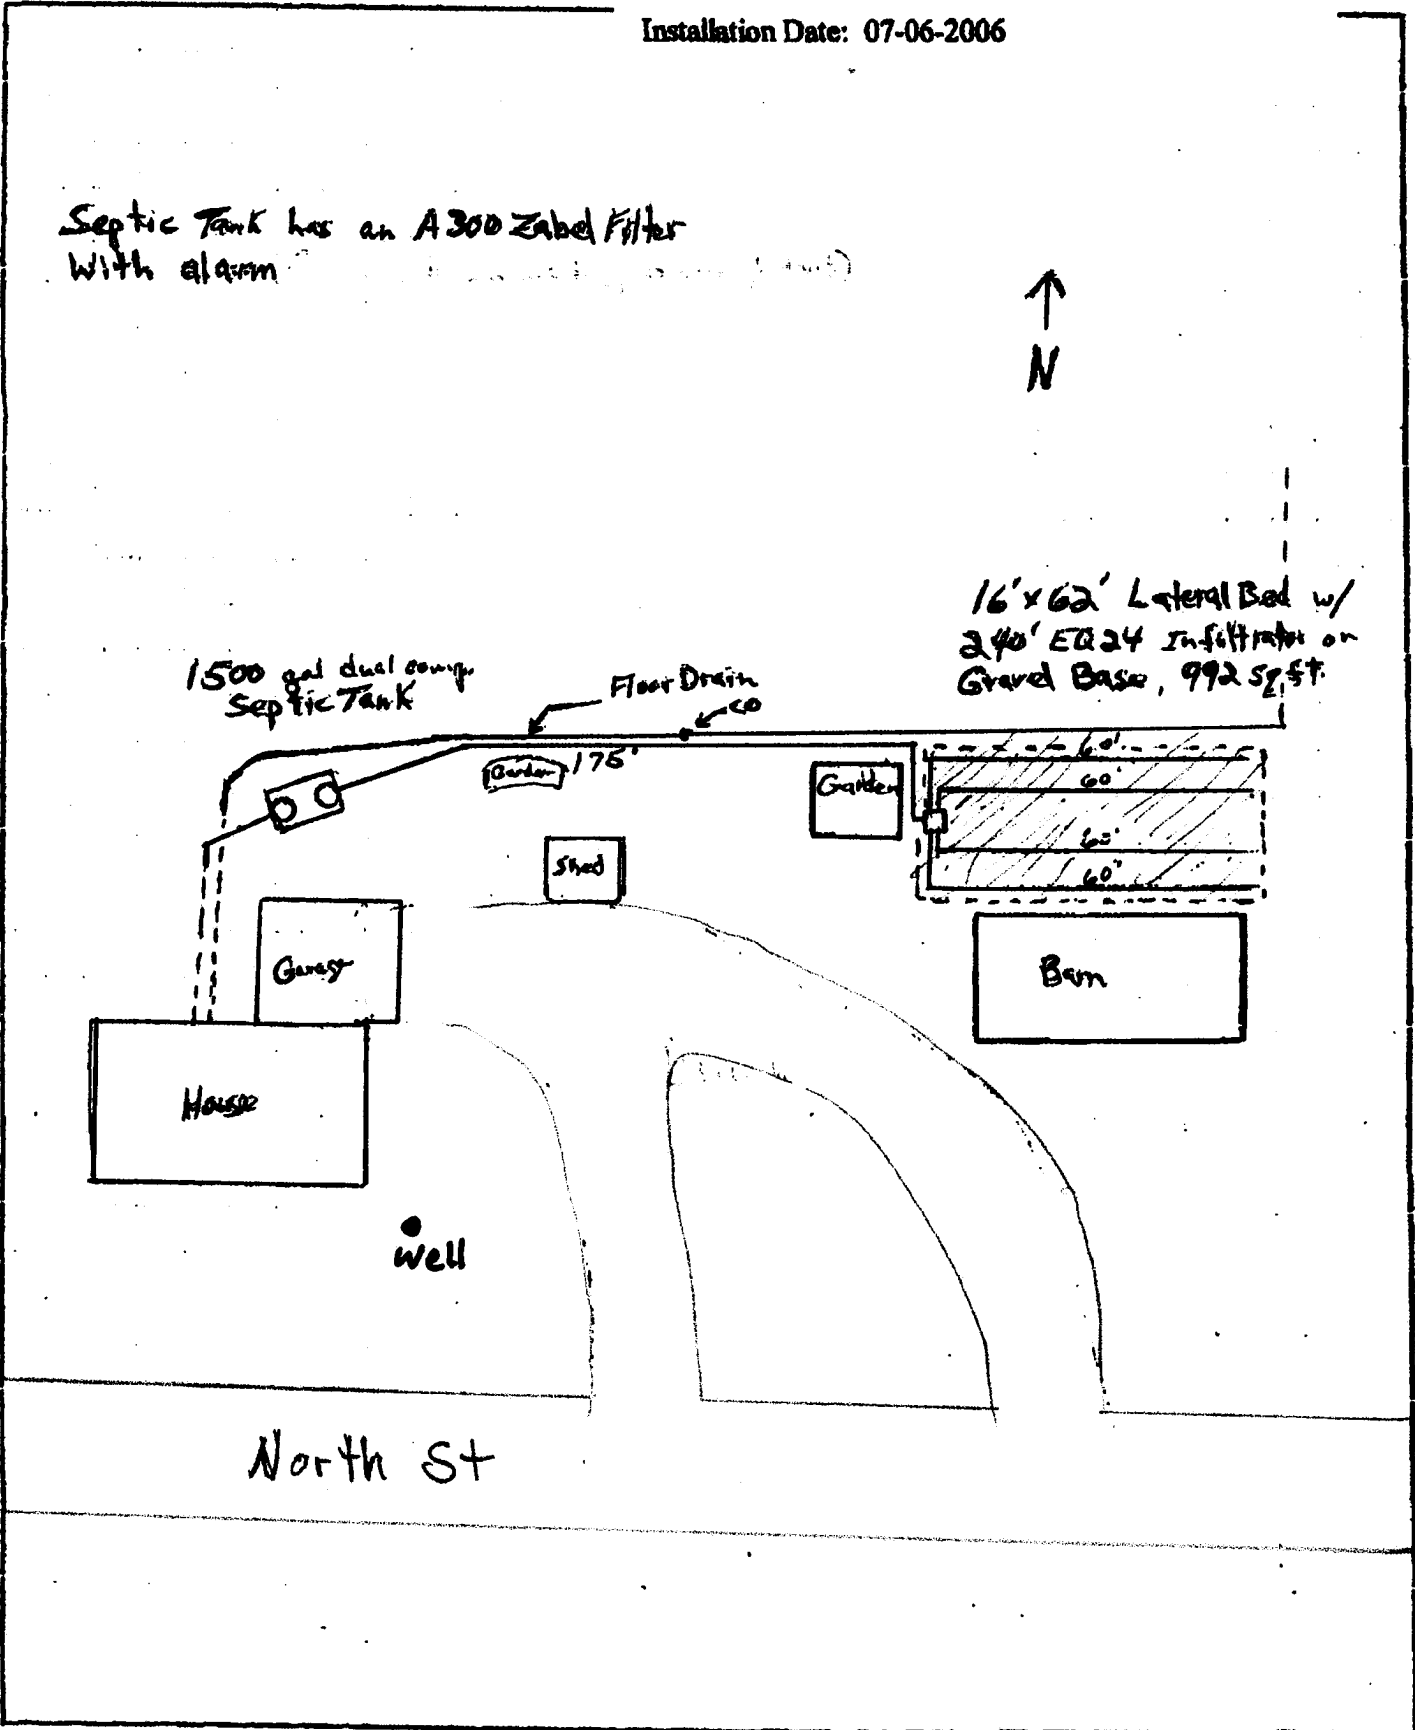 Installation Date: 07-06-2006
Septic Tank has an A300 Zabel Filter
With alarm
N
16'x62' Lateral Bed w/
240' EQ24 Infiltrator on
Gravel Base, 992 sq ft.
1500 gal dual comp.
Septic Tank
Floor Drain
CO
175'
Garden
Garden
60'
60'
60'
60'
Shed
Garage
Barn
House
well
North St